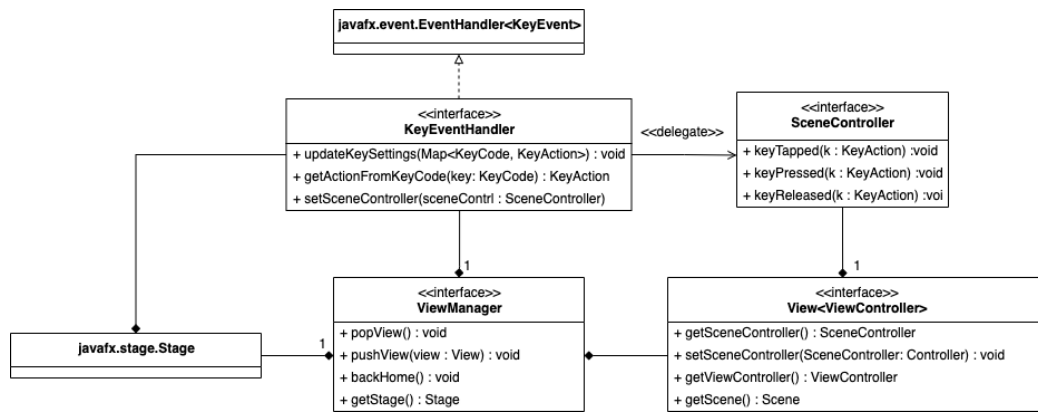 javafx.event.EventHandler<KeyEvent>
<<interface>>
KeyEventHandler
+ updateKeySettings(Map<KeyCode, KeyAction>) : void
+ getActionFromKeyCode(key: KeyCode) : KeyAction
+ setSceneController(sceneContrl : SceneController)
<<delegate>>
<<interface>>
SceneController
+ keyTapped(k : KeyAction) :void
+ keyPressed(k : KeyAction) :void
+ keyReleased(k : KeyAction) :voi
1
1
<<interface>>
ViewManager
+ popView() : void
+ pushView(view : View) : void
+ backHome() : void
+ getStage() : Stage
<<interface>>
View<ViewController>
+ getSceneController() : SceneController
+ setSceneController(SceneController: Controller) : void
+ getViewController() : ViewController
+ getScene() : Scene
javafx.stage.Stage
1